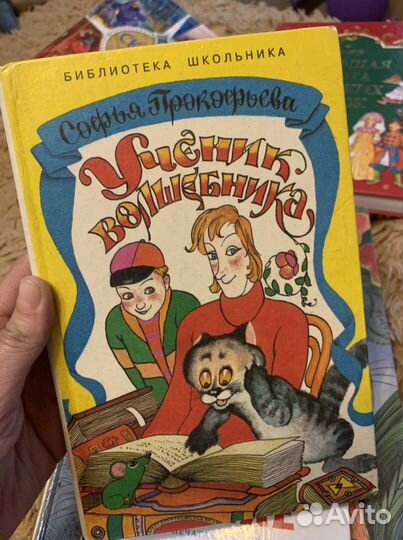 БИБЛИОТЕКА ШКОЛЬНИКА
Софья Прокофьева
Ученик
волшебника
Avito